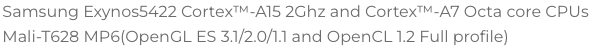 Samsung Exynos5422 Cortex™-A15 2Ghz and Cortex™-A7 Octa core CPUs
Mali-T628 MP6(OpenGL ES 3.1/2.0/1.1 and OpenCL 1.2 Full profile)